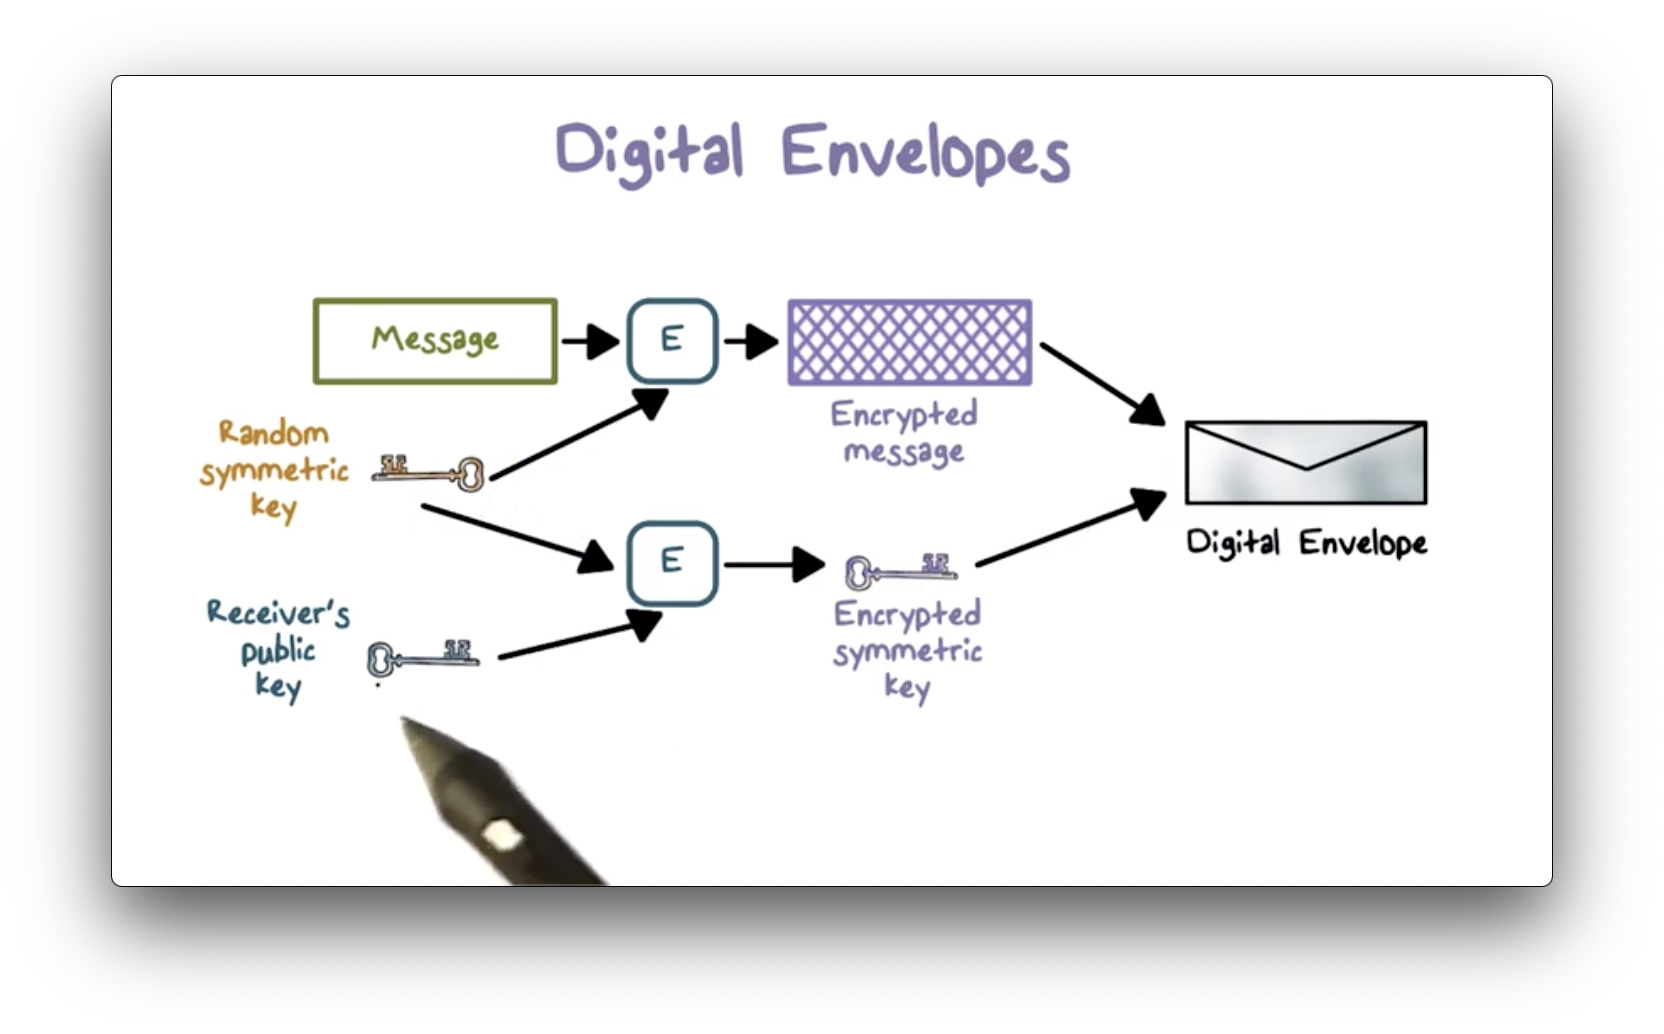 Digital Envelopes
Message
E
Encrypted
message
Random
symmetric
key
Digital Envelope
E
Receiver's
public
key
Encrypted
symmetric
key